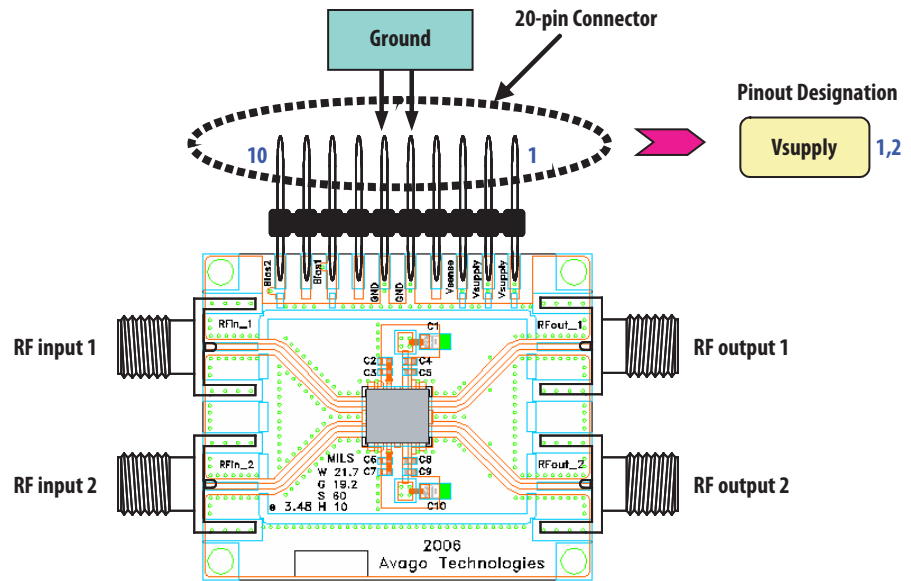 20-pin Connector
Ground
Pinout Designation
10
1
Vsupply
1,2
Bias2
Bias1
GND
GND
Vsense
Vsupply
Vsupply
RFin_1
C1
RFout_1
RF input 1
RF output 1
C2
C4
C3
C5
RFin_2
C6
C8
RFout_2
MILS
C7
C9
W 21.7
RF input 2
RF output 2
G 19.2
S 60
C10
e 3.48 H 10
2006
Avago Technologies